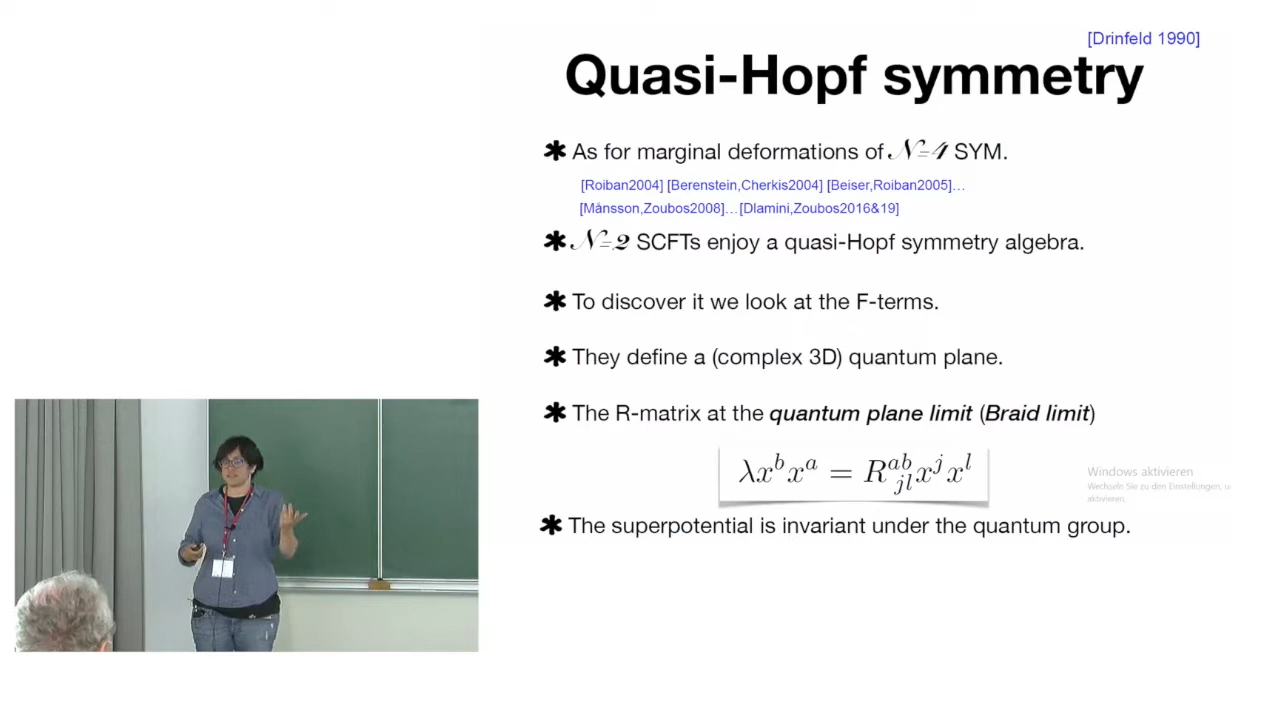 [Drinfeld 1990]
Quasi-Hopf symmetry
✱ As for marginal deformations of 𝒩=4 SYM.
[Roiban2004] [Berenstein,Cherkis2004] [Beiser,Roiban2005]…
[Månsson,Zoubos2008]…[Dlamini,Zoubos2016&19]
✱ 𝒩=2 SCFTs enjoy a quasi-Hopf symmetry algebra.
✱ To discover it we look at the F-terms.
✱ They define a (complex 3D) quantum plane.
✱ The R-matrix at the quantum plane limit (Braid limit)
λx^b x^a = R^{ab}_{jl} x^j x^l
Windows aktivieren
Wechseln Sie zu den Einstellungen, u
aktivieren.
✱ The superpotential is invariant under the quantum group.